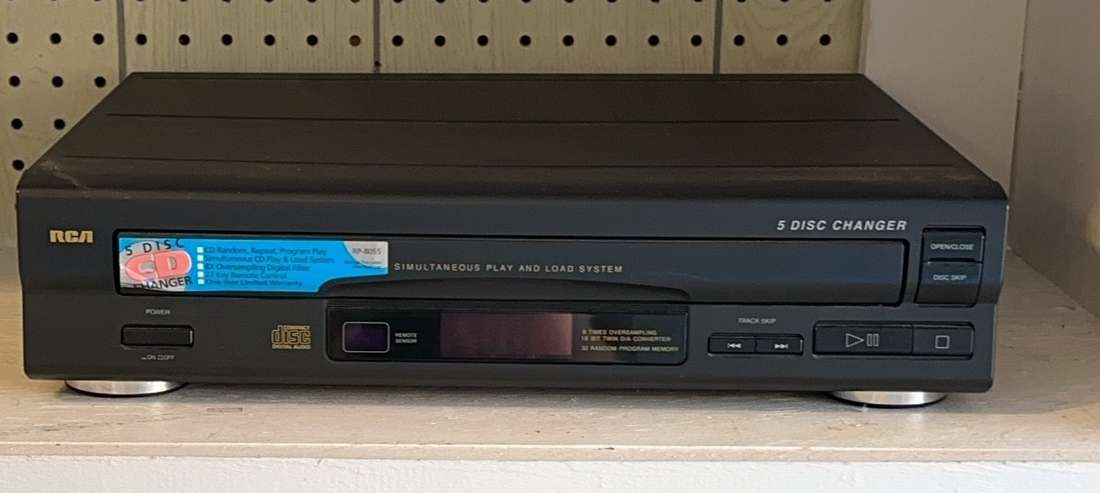 5 DISC CHANGER
RCA
5 DISC
CD
CHANGER
CD Random, Repeat, Program Play
Simultaneous CD Play & Load System
8X Oversampling Digital Filter
Key Remote Control
One Year Limited Warranty
RP-8055
SIMULTANEOUS PLAY AND LOAD SYSTEM
OPEN/CLOSE
DISC SKIP
POWER
ON OFF
COMPACT
disc
DIGITAL AUDIO
REMOTE
SENSOR
8 TIMES OVERSAMPLING
BIT TWIN D/A CONVERTER
32 RANDOM PROGRAM MEMORY
TRACK SKIP